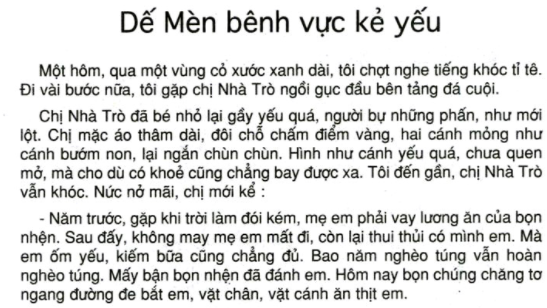 Dế Mèn bênh vực kẻ yếu
Một hôm, qua một vùng cỏ xước xanh dài, tôi chợt nghe tiếng khóc tỉ tê.
Đi vài bước nữa, tôi gặp chị Nhà Trò ngồi gục đầu bên tảng đá cuội.
Chị Nhà Trò đã bé nhỏ lại gầy yếu quá, người bự những phấn, như mới
lột. Chị mặc áo thâm dài, đôi chỗ chấm điểm vàng, hai cánh mỏng như
cánh bướm non, lại ngắn chùn chùn. Hình như cánh yếu quá, chưa quen
mở, mà cho dù có khoẻ cũng chẳng bay được xa. Tôi đến gần, chị Nhà Trò
vẫn khóc. Nức nở mãi, chị mới kể :
- Năm trước, gặp khi trời làm đói kém, mẹ em phải vay lương ăn của bọn
nhện. Sau đấy, không may mẹ em mất đi, còn lại thui thủi có mình em. Mà
em ốm yếu, kiếm bữa cũng chẳng đủ. Bao năm nghèo túng vẫn hoàn
nghèo túng. Mấy bận bọn nhện đã đánh em. Hôm nay bọn chúng chăng tơ
ngang đường đe bắt em, vặt chân, vặt cánh ăn thịt em.